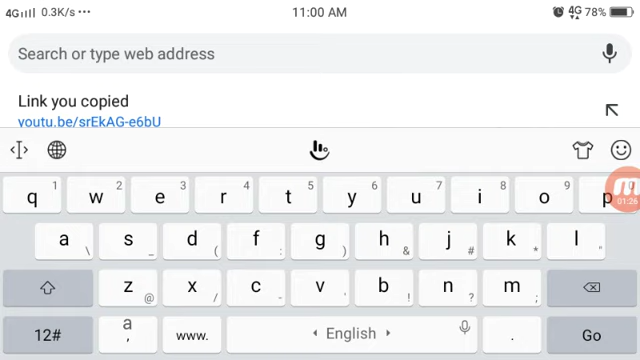 4G 0.3K/s ··· 11:00 AM 4G 78%
Search or type web address
Link you copied
youtu.be/srEkAG-e6bU
q 1 w 2 e 3 r 4 t 5 y 6 u 7 i 8 o 9 p 0
a \ s _ d ( f : g ) h & j # k * l "
z @ x / c - v ' b ! n ? m ;
12# a , www. English . Go
01:26